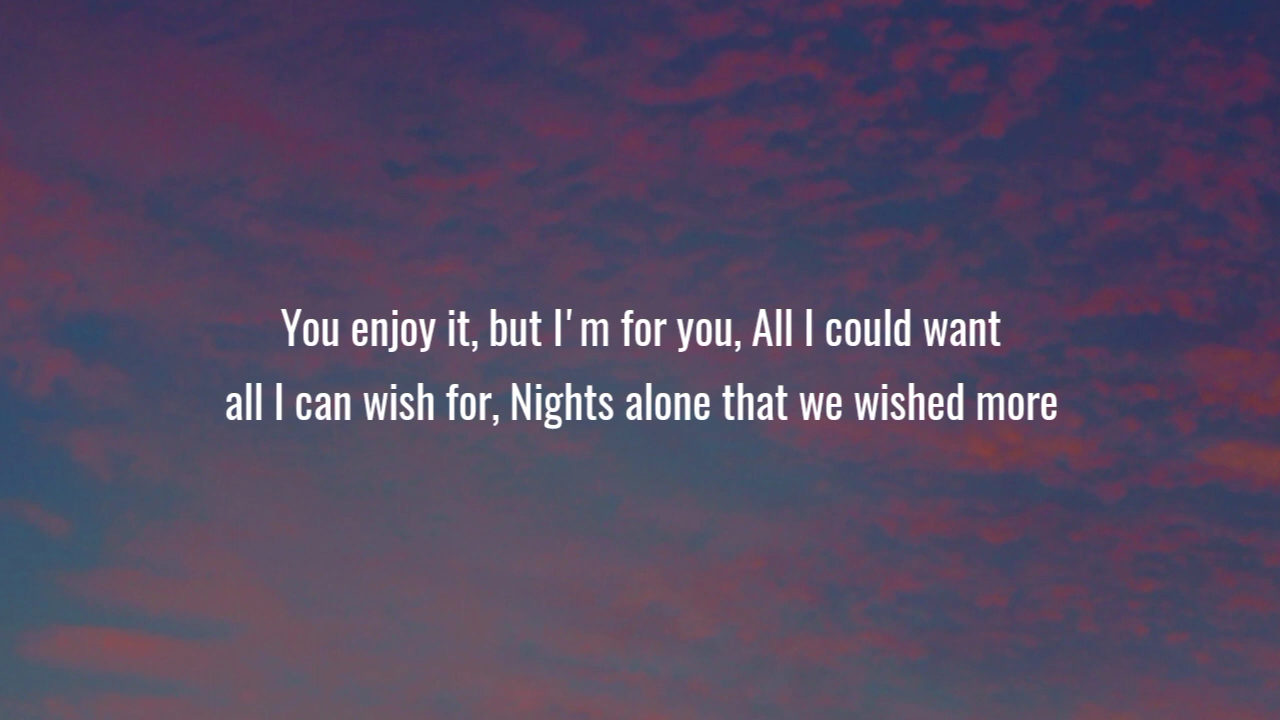 You enjoy it, but I'm for you, All I could want
all I can wish for, Nights alone that we wished more